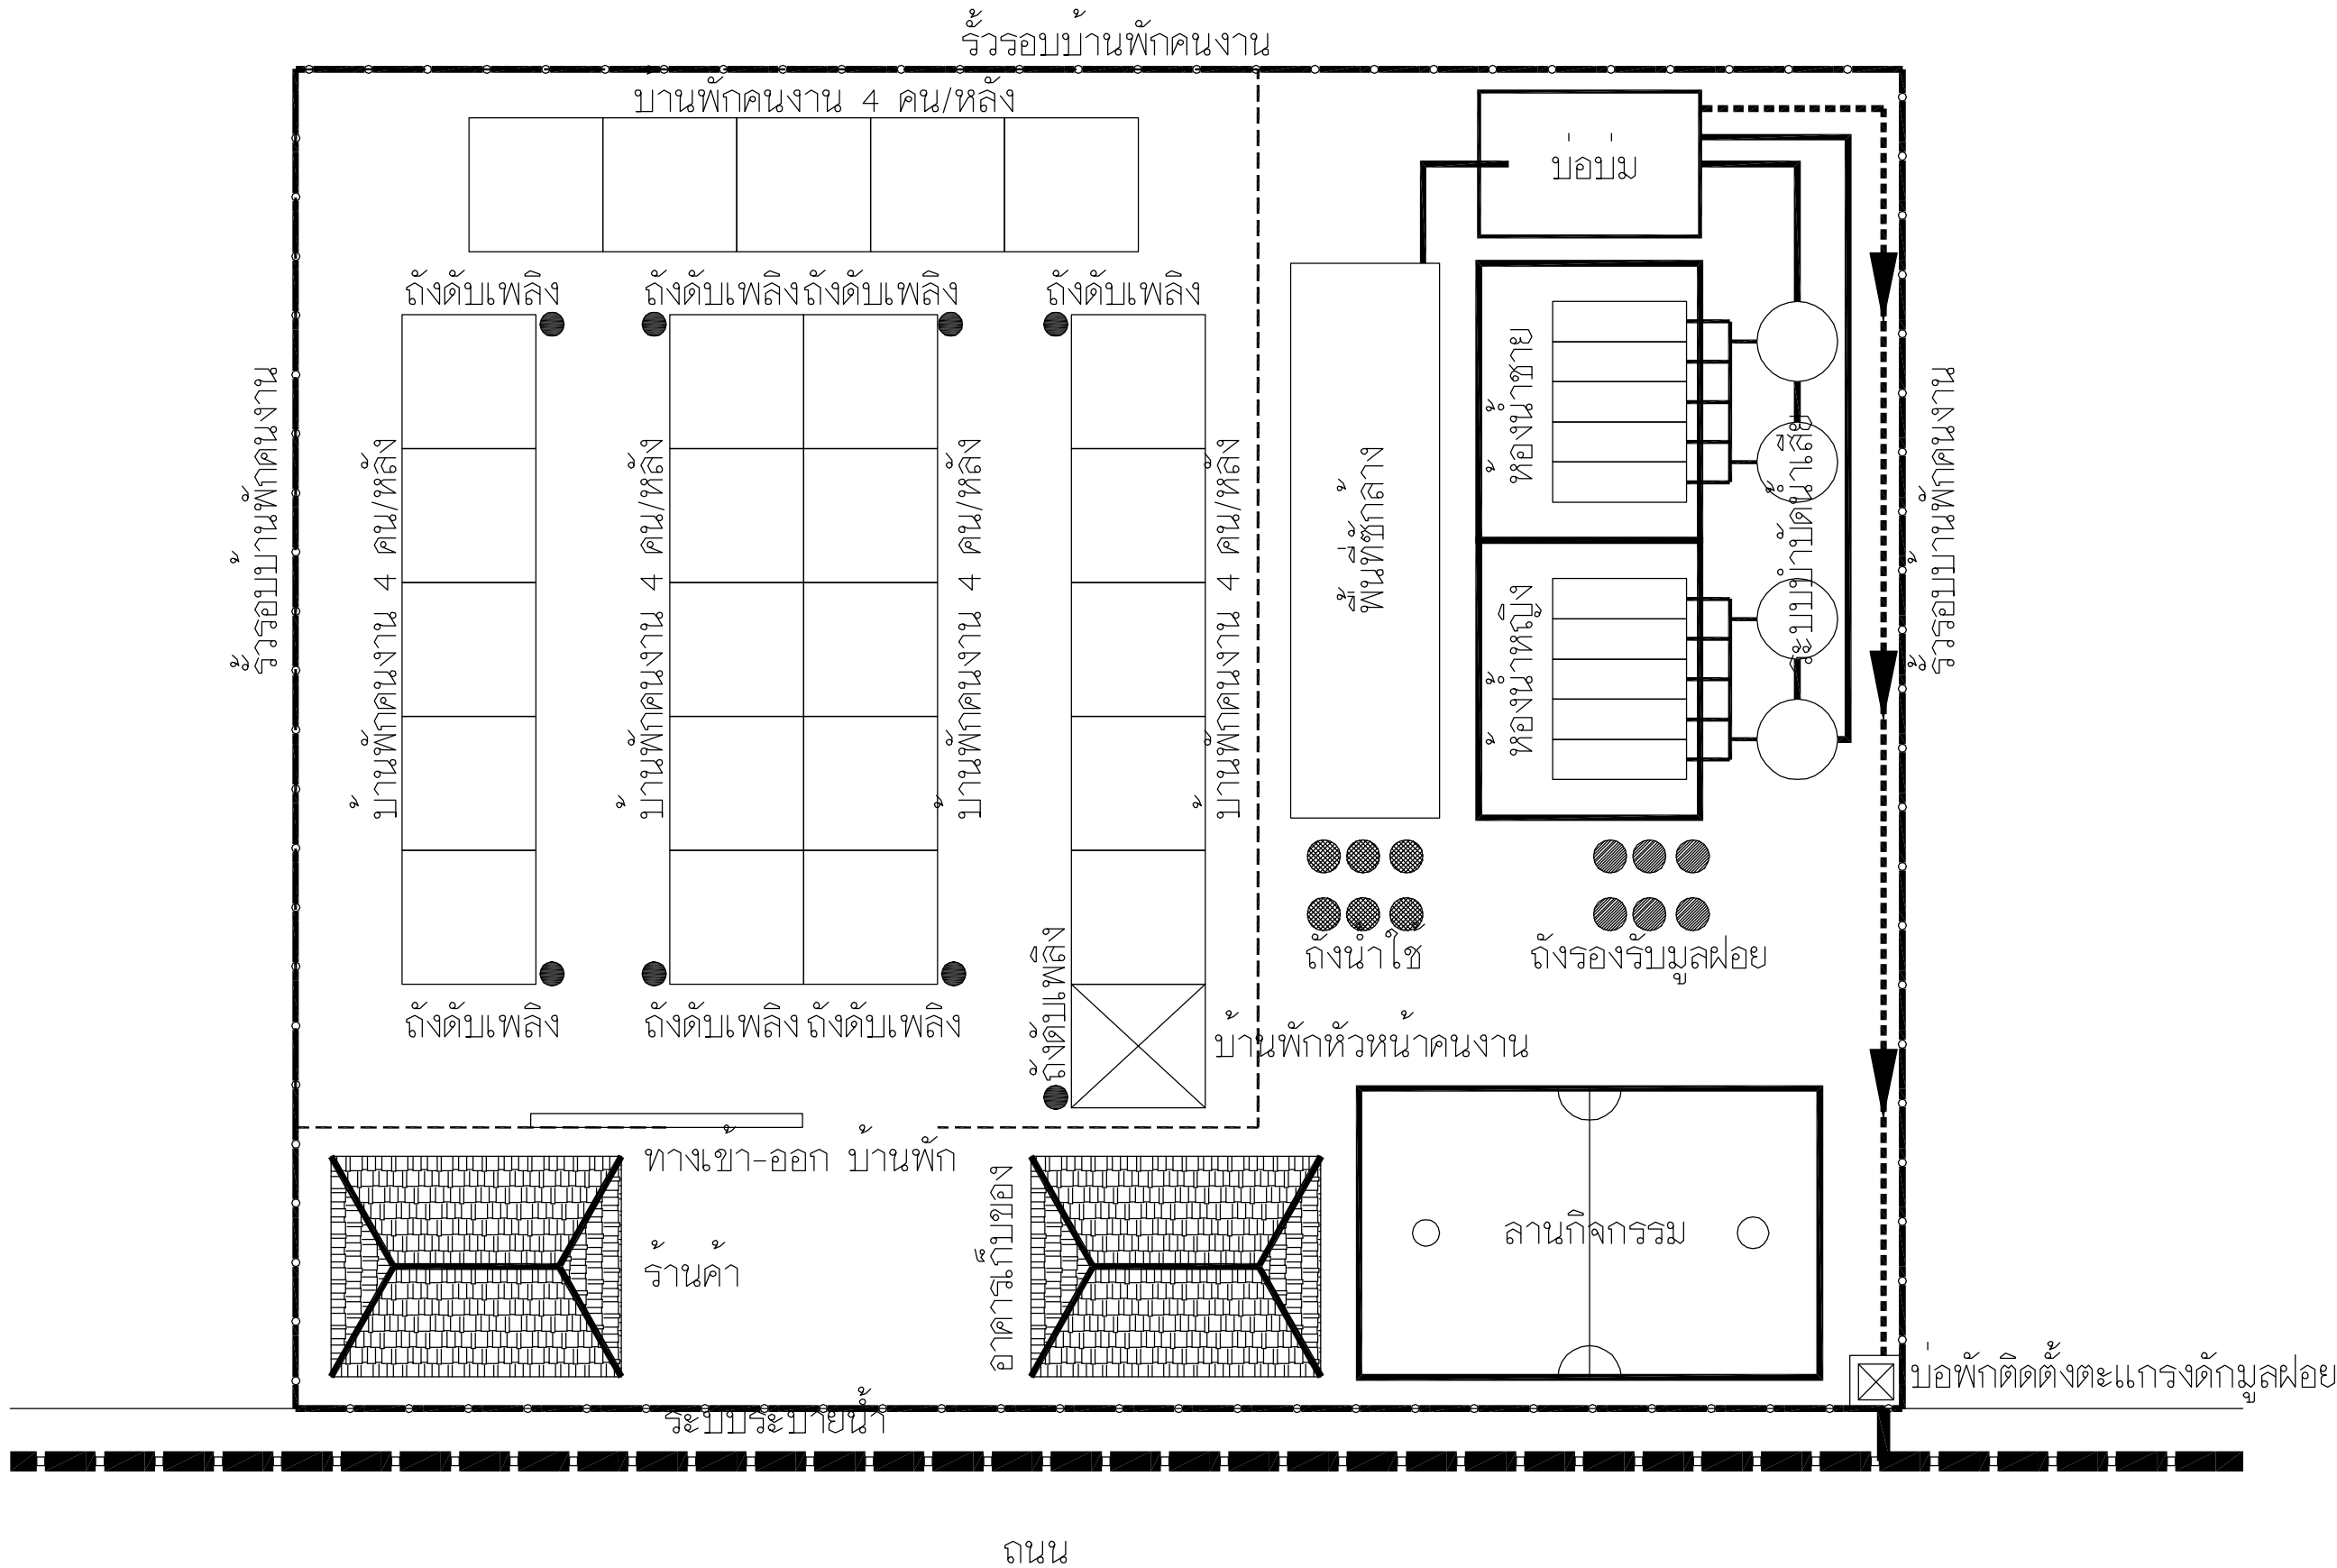 รั้วรอบบ้านพักคนงาน
บ้านพักคนงาน 4 คน/หลัง
บ่อบ่ม
ถังดับเพลิง
ถังดับเพลิง
ถังดับเพลิง
ถังดับเพลิง
รั้วรอบบ้านพักคนงาน
บ้านพักคนงาน 4 คน/หลัง
บ้านพักคนงาน 4 คน/หลัง
บ้านพักคนงาน 4 คน/หลัง
บ้านพักคนงาน 4 คน/หลัง
พื้นที่ซักล้าง
ห้องน้ำชาย
ห้องน้ำหญิง
ระบบบำบัดน้ำเสีย
รั้วรอบบ้านพักคนงาน
ถังน้ำใช้
ถังรองรับมูลฝอย
ถังดับเพลิง
ถังดับเพลิง
ถังดับเพลิง
ถังดับเพลิง
บ้านพักหัวหน้าคนงาน
ทางเข้า-ออก บ้านพัก
ร้านค้า
อาคารเก็บของ
ลานกิจกรรม
บ่อพักติดตั้งตะแกรงดักมูลฝอย
ระบบระบายน้ำ
ถนน